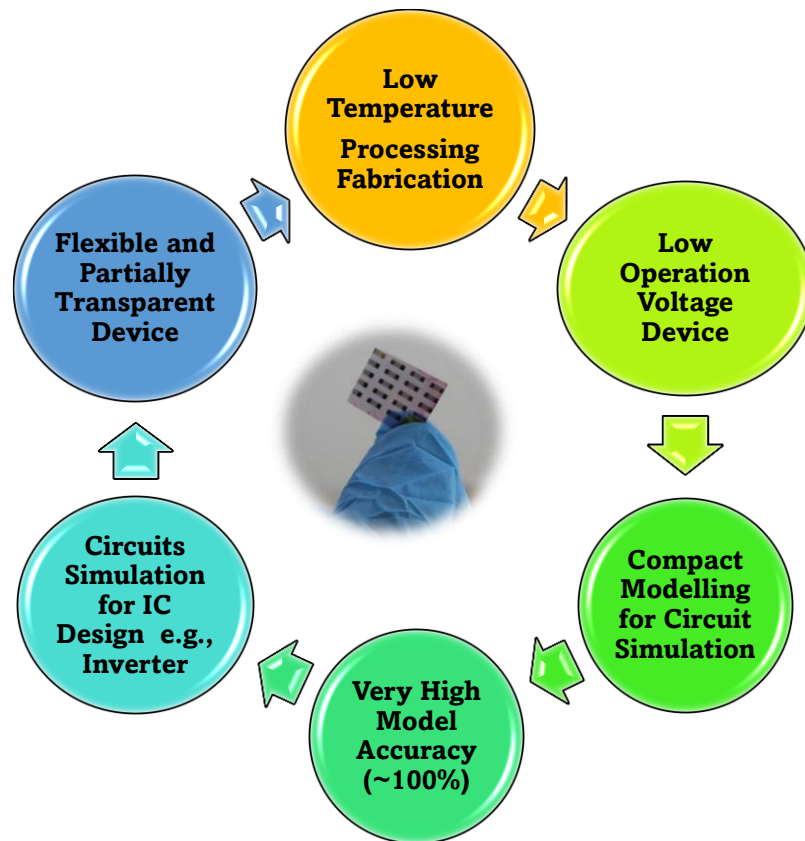 Low
Temperature
Processing
Fabrication
Low
Operation
Voltage
Device
Compact
Modelling
for Circuit
Simulation
Very High
Model
Accuracy
(~100%)
Circuits
Simulation
for IC
Design e.g.,
Inverter
Flexible and
Partially
Transparent
Device